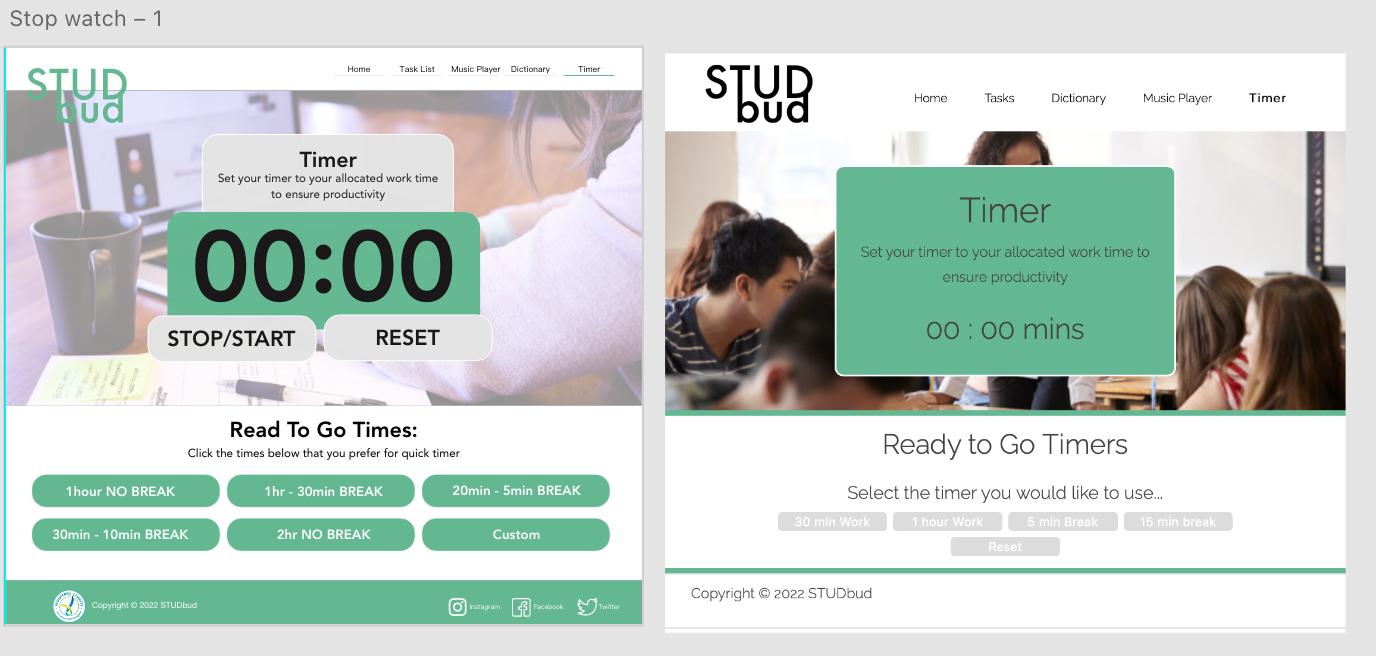 Stop watch – 1
STUD
bud
Home Task List Music Player Dictionary Timer
Timer
Set your timer to your allocated work time
to ensure productivity
00:00
STOP/START RESET
Read To Go Times:
Click the times below that you prefer for quick timer
1hour NO BREAK 1hr - 30min BREAK 20min - 5min BREAK
30min - 10min BREAK 2hr NO BREAK Custom
Copyright © 2022 STUDbud Instagram Facebook Twitter
STUD
bud
Home Tasks Dictionary Music Player Timer
Timer
Set your timer to your allocated work time to
ensure productivity
00 : 00 mins
Ready to Go Timers
Select the timer you would like to use...
30 min Work 1 hour Work 5 min Break 15 min break
Reset
Copyright © 2022 STUDbud